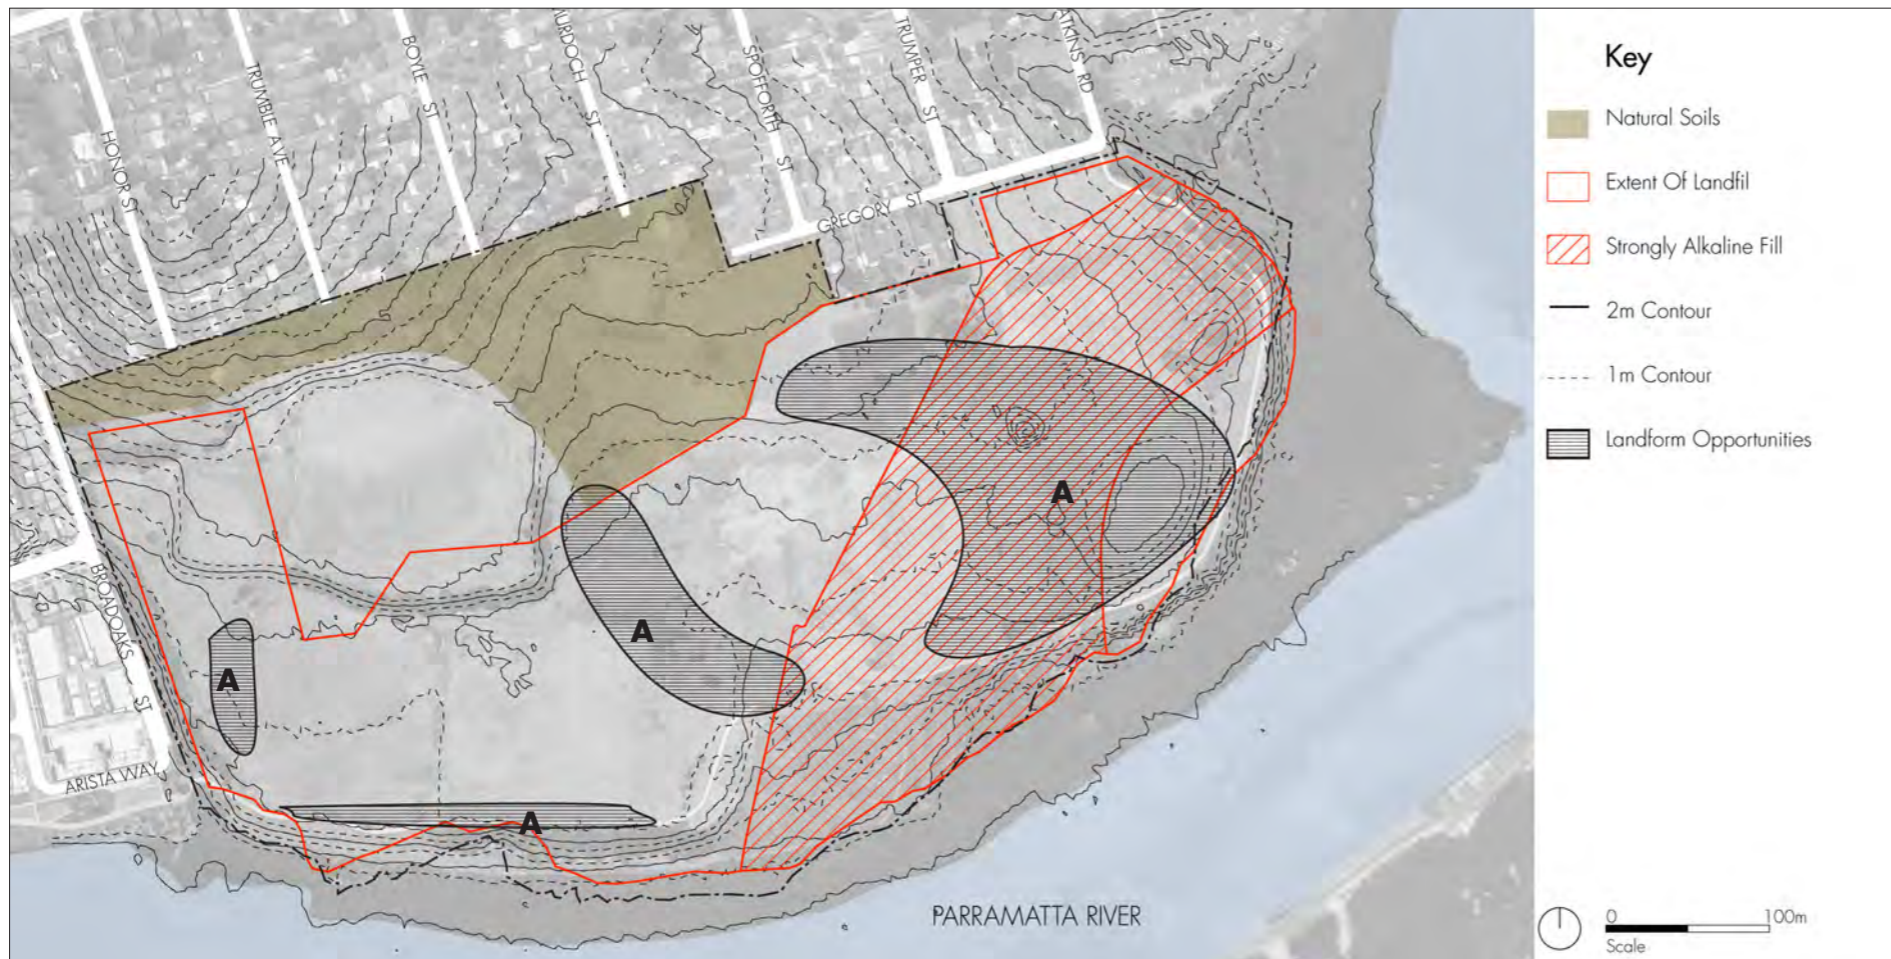 HONOR ST
TRUMBLE AVE
BOYLE ST
MURDOCH ST
SPOFFORTH ST
TRUMPER ST
ATKINS RD
GREGORY ST
BROADOAKS ST
ARISTA WAY
A
A
A
A
PARRAMATTA RIVER
Key
Natural Soils
Extent Of Landfil
Strongly Alkaline Fill
2m Contour
1m Contour
Landform Opportunities
0 100m
Scale